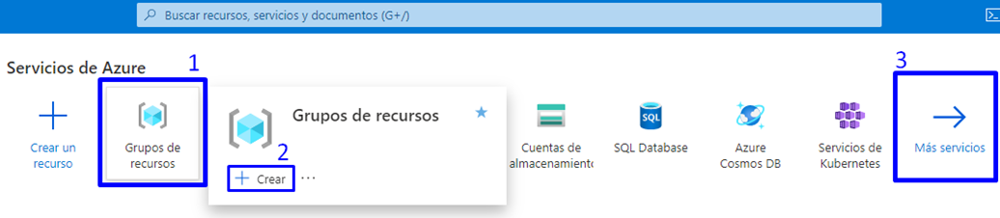 Buscar recursos, servicios y documentos (G+/)
Servicios de Azure
1
3
Crear un
recurso
Grupos de
recursos
Grupos de recursos
2
Crear
...
SQL
Cuentas de
almacenamiento
SQL Database
Azure
Cosmos DB
Servicios de
Kubernetes
Más servicios